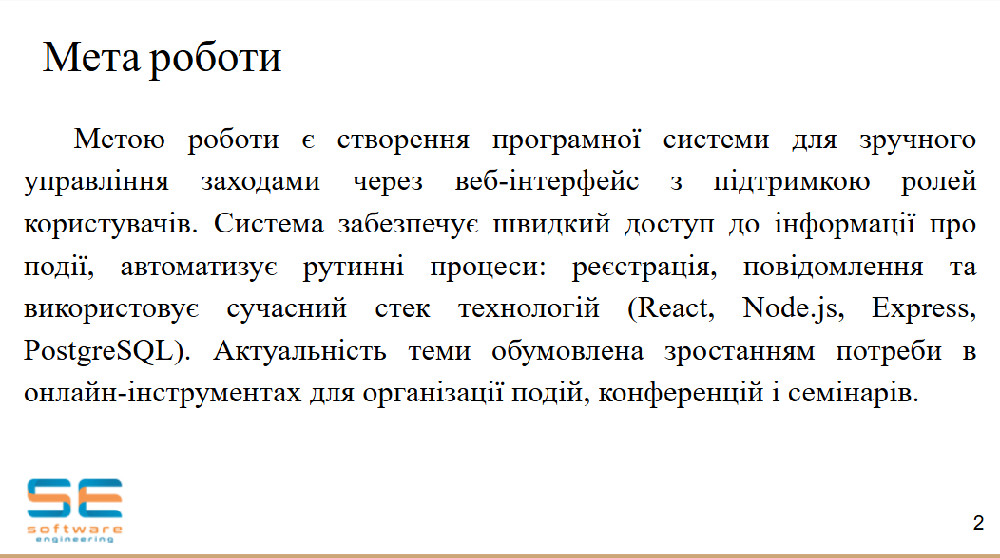 Мета роботи
Метою роботи є створення програмної системи для зручного
управління заходами через веб-інтерфейс з підтримкою ролей
користувачів. Система забезпечує швидкий доступ до інформації про
події, автоматизує рутинні процеси: реєстрація, повідомлення та
використовує сучасний стек технологій (React, Node.js, Express,
PostgreSQL). Актуальність теми обумовлена зростанням потреби в
онлайн-інструментах для організації подій, конференцій і семінарів.
SE
software
engineering
2